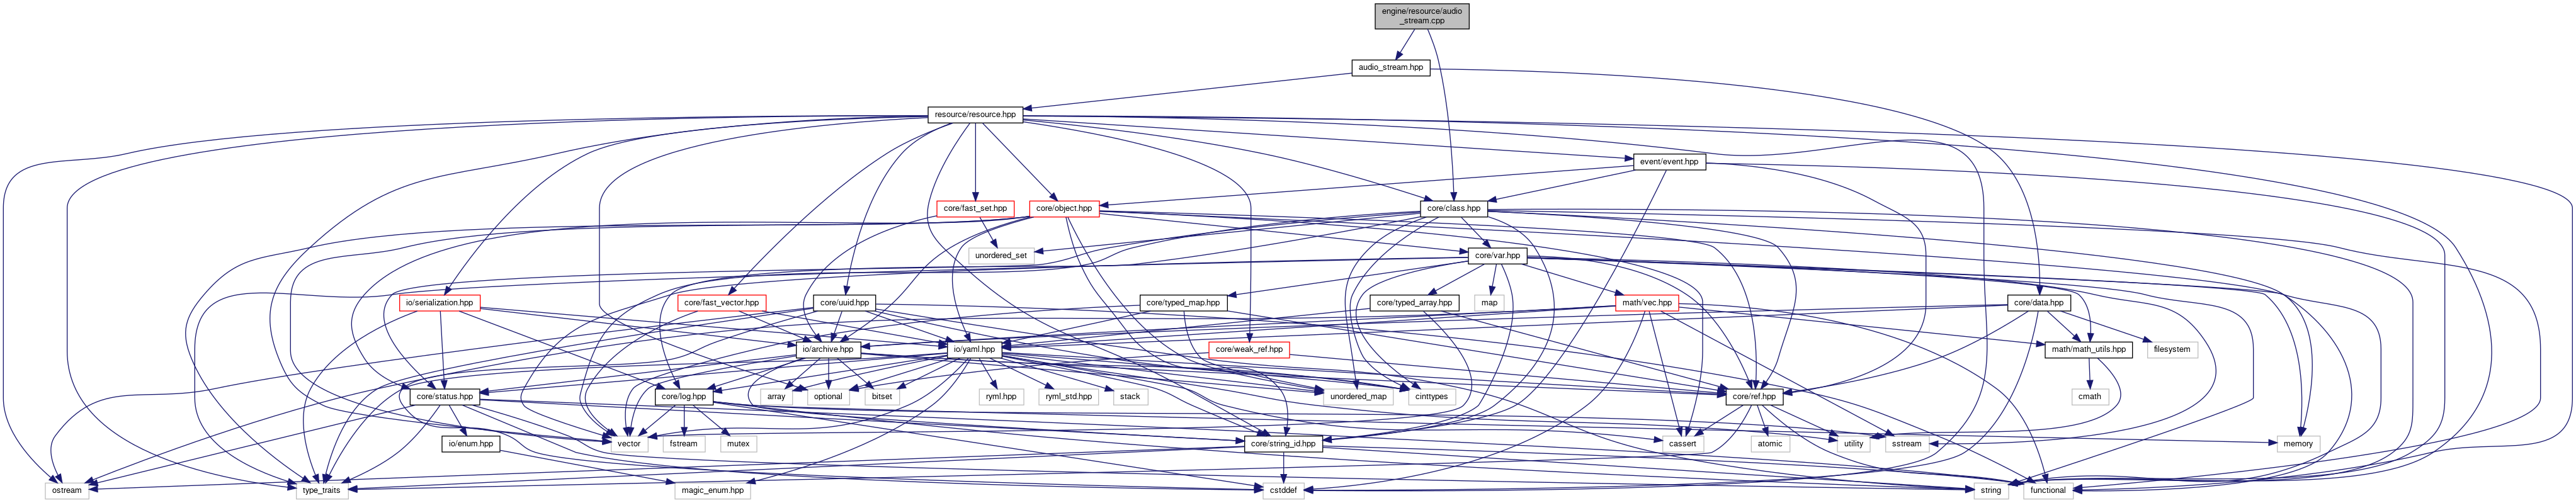 engine/resource/audio
_stream.cpp
audio_stream.hpp
resource/resource.hpp
event/event.hpp
core/fast_set.hpp
core/object.hpp
core/class.hpp
unordered_set
core/var.hpp
io/serialization.hpp
core/fast_vector.hpp
core/uuid.hpp
core/typed_map.hpp
core/typed_array.hpp
map
math/vec.hpp
core/data.hpp
io/archive.hpp
io/yaml.hpp
core/weak_ref.hpp
math/math_utils.hpp
filesystem
core/status.hpp
core/log.hpp
array
optional
bitset
ryml.hpp
ryml_std.hpp
stack
unordered_map
cinttypes
core/ref.hpp
cmath
io/enum.hpp
vector
fstream
mutex
core/string_id.hpp
cassert
atomic
utility
sstream
memory
ostream
type_traits
magic_enum.hpp
cstddef
string
functional